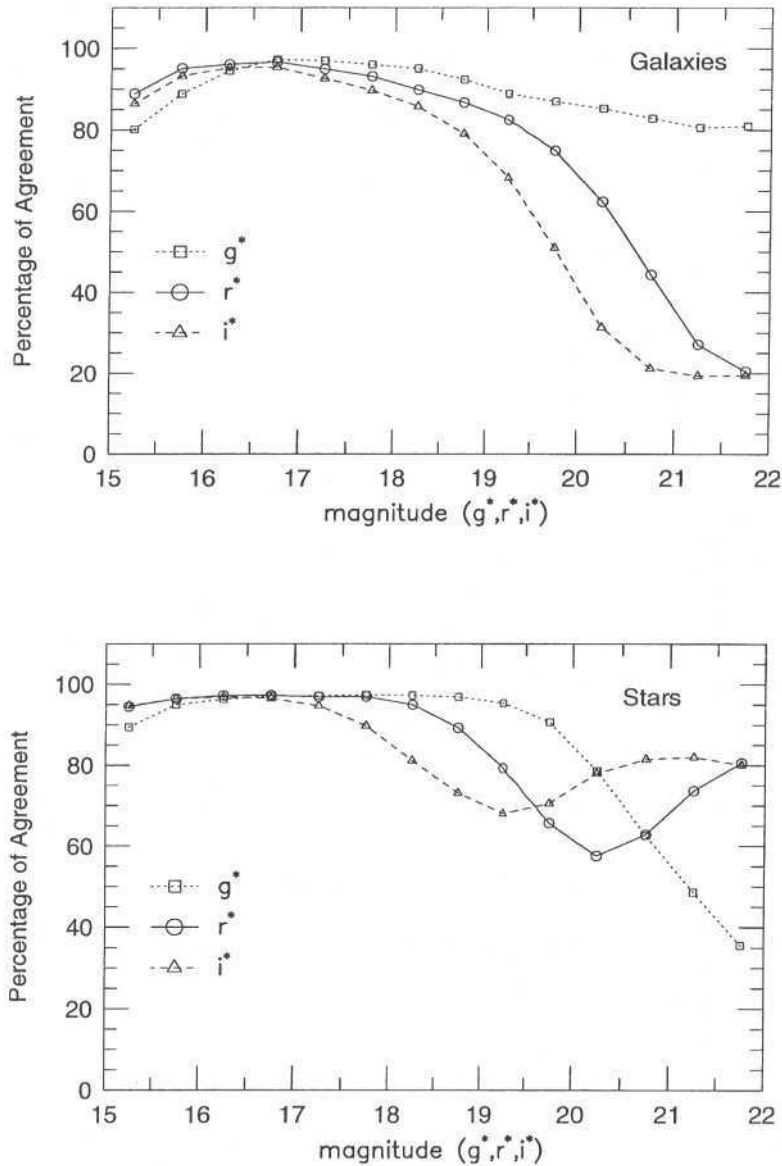 100
Galaxies
80
60
g*
r*
40
i*
20
0
15 16 17 18 19 20 21 22
Percentage of Agreement
magnitude (g*,r*,i*)
100
Stars
80
60
g*
r*
40
i*
20
0
15 16 17 18 19 20 21 22
Percentage of Agreement
magnitude (g*,r*,i*)